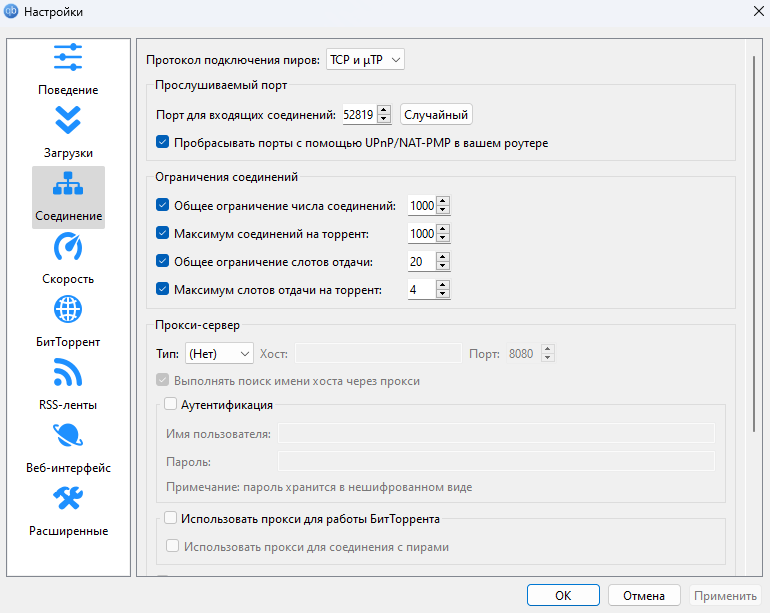 Настройки
Поведение
Загрузки
Соединение
Скорость
БитТоррент
RSS-ленты
Веб-интерфейс
Расширенные
Протокол подключения пиров: TCP и μTP
Прослушиваемый порт
Порт для входящих соединений: 52819 Случайный
Пробрасывать порты с помощью UPnP/NAT-PMP в вашем роутере
Ограничения соединений
Общее ограничение числа соединений: 1000
Максимум соединений на торрент: 1000
Общее ограничение слотов отдачи: 20
Максимум слотов отдачи на торрент: 4
Прокси-сервер
Тип: (Нет) Хост: Порт: 8080
Выполнять поиск имени хоста через прокси
Аутентификация
Имя пользователя:
Пароль:
Примечание: пароль хранится в нешифрованном виде
Использовать прокси для работы БитТоррента
Использовать прокси для соединения с пирами
ОК Отмена Применить